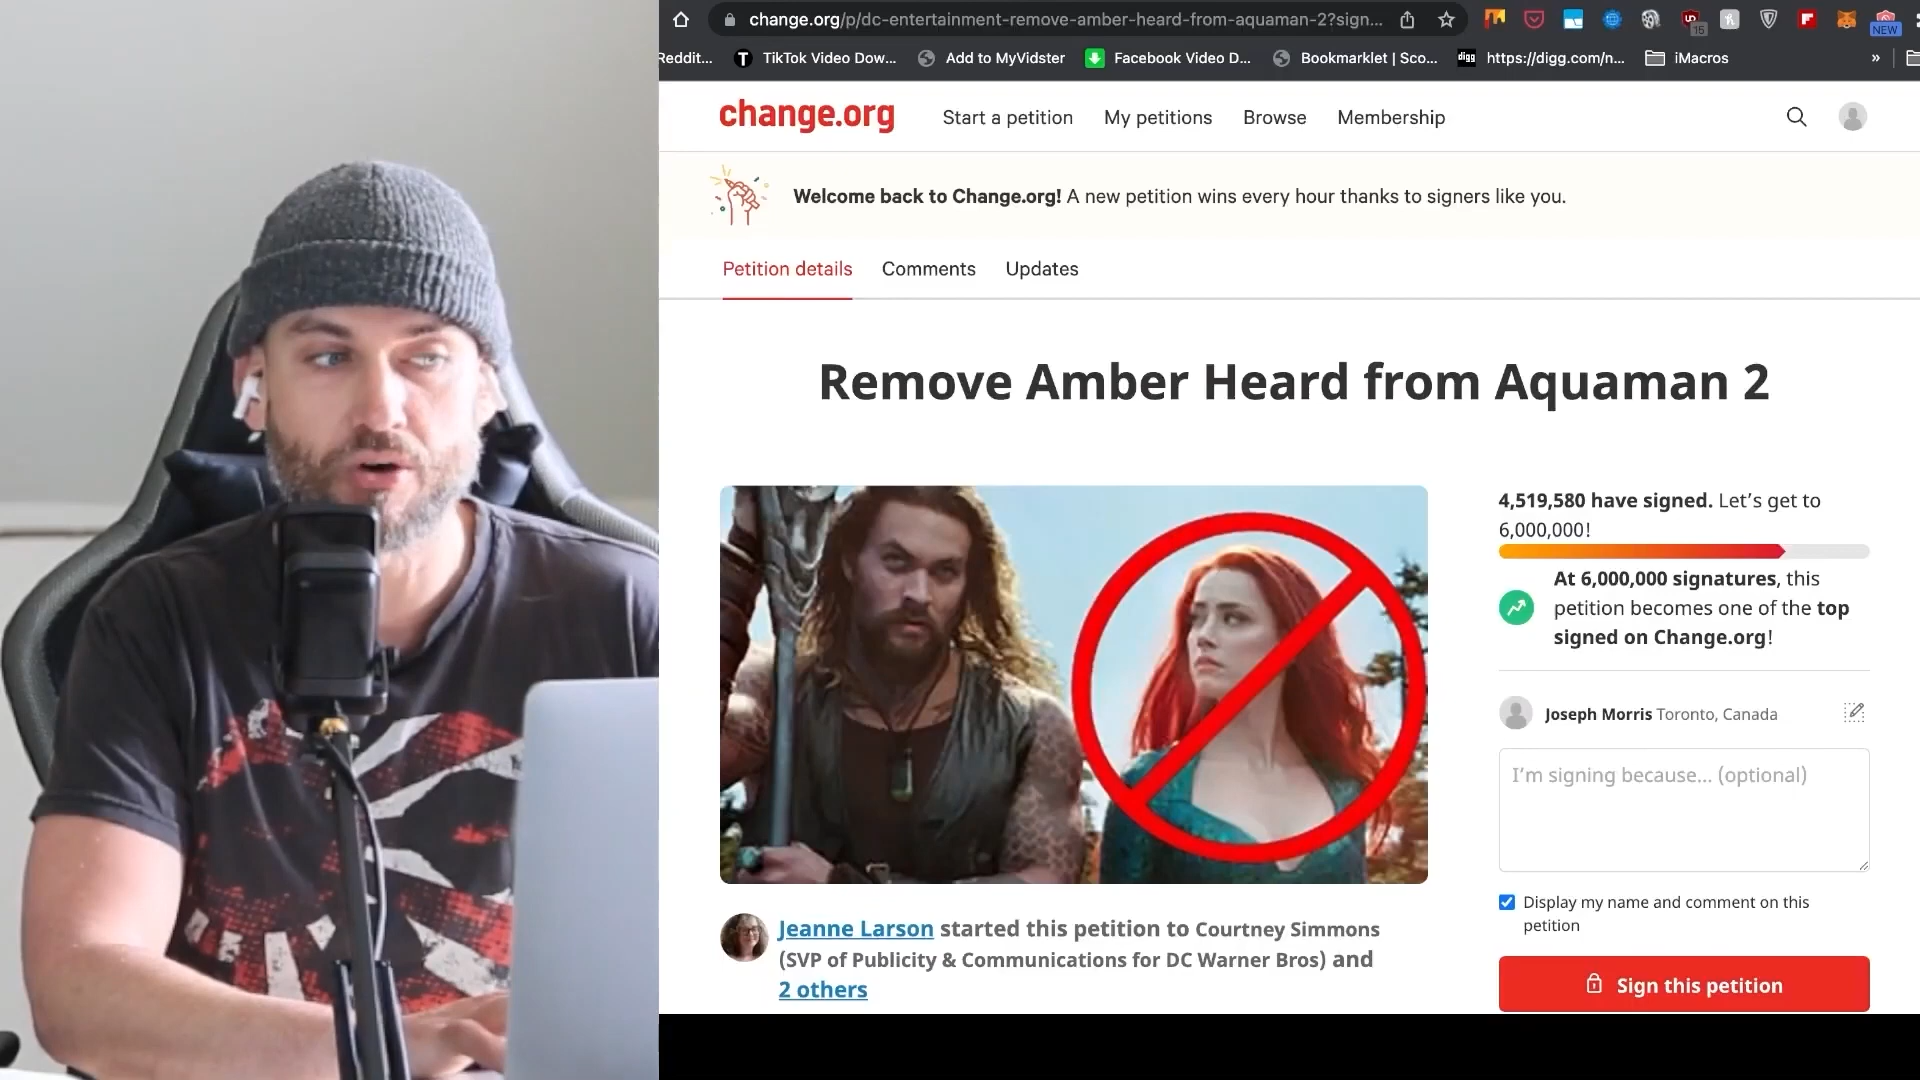 change.org/p/dc-entertainment-remove-amber-heard-from-aquaman-2?sign...
15
NEW
Reddit...
T TikTok Video Dow...
Add to MyVidster
Facebook Video D...
Bookmarklet | Sco...
digg https://digg.com/n...
iMacros
»
change.org
Start a petition
My petitions
Browse
Membership
Welcome back to Change.org! A new petition wins every hour thanks to signers like you.
Petition details
Comments
Updates
Remove Amber Heard from Aquaman 2
4,519,580 have signed. Let's get to
6,000,000!
At 6,000,000 signatures, this
petition becomes one of the top
signed on Change.org!
Joseph Morris Toronto, Canada
I'm signing because... (optional)
Display my name and comment on this
petition
Sign this petition
Jeanne Larson started this petition to Courtney Simmons
(SVP of Publicity & Communications for DC Warner Bros) and
2 others